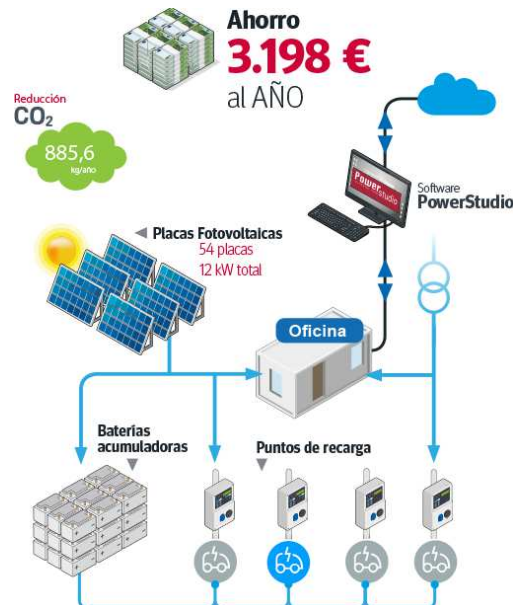 Ahorro
3.198 €
al AÑO
Reducción
CO₂
885,6
kg/año
Power
studio
Software
PowerStudio
Placas Fotovoltaicas
54 placas
12 kW total
Oficina
Baterías
acumuladoras
Puntos de recarga